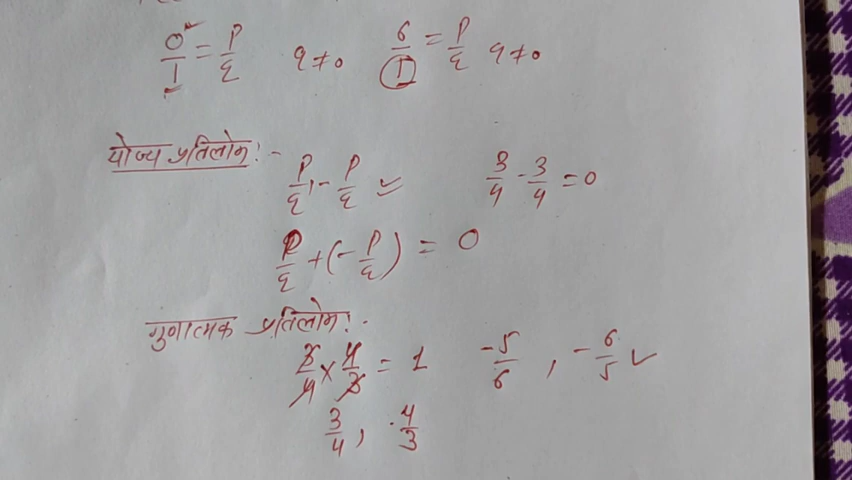 0/1 = p/q q≠0 6/1 = p/q q≠0
योज्य प्रतिलोम :-
p/q, -p/q ✓ 3/4 - 3/4 = 0
p/q + (-p/q) = 0
गुणात्मक प्रतिलोम :-
3/4 × 4/3 = 1 -5/6 , -6/5 ✓
3/4 , 4/3